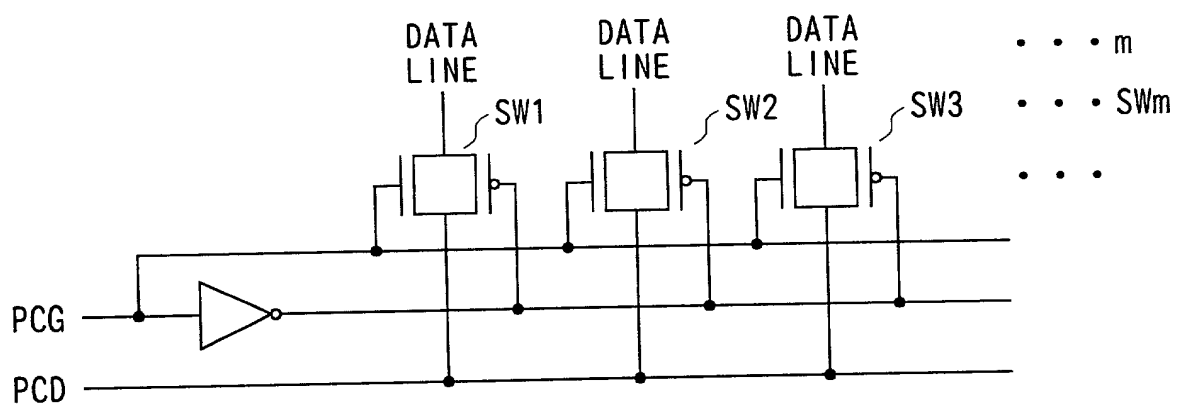 DATA LINE
DATA LINE
DATA LINE
· · · m
SW1
SW2
SW3
· · · SWm
· · ·
PCG
PCD